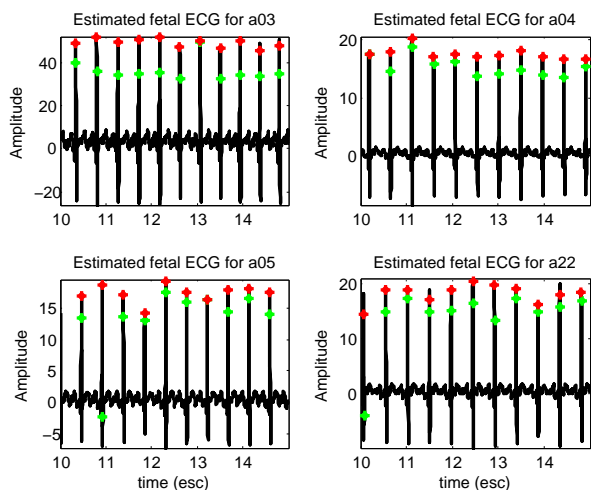 Estimated fetal ECG for a03
Amplitude
40
20
0
−20
10 11 12 13 14
Estimated fetal ECG for a04
Amplitude
20
15
10
5
0
10 11 12 13 14
Estimated fetal ECG for a05
Amplitude
15
10
5
0
−5
10 11 12 13 14
time (esc)
Estimated fetal ECG for a22
Amplitude
20
10
0
10 11 12 13 14
time (esc)